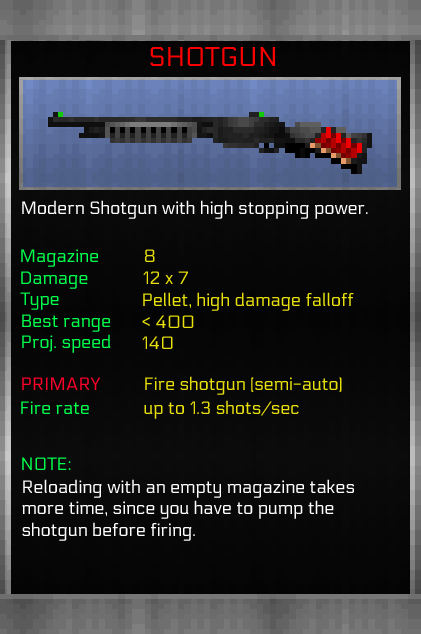 SHOTGUN
Modern Shotgun with high stopping power.
Magazine 8
Damage 12 x 7
Type Pellet, high damage falloff
Best range < 400
Proj. speed 140
PRIMARY Fire shotgun (semi-auto)
Fire rate up to 1.3 shots/sec
NOTE:
Reloading with an empty magazine takes
more time, since you have to pump the
shotgun before firing.